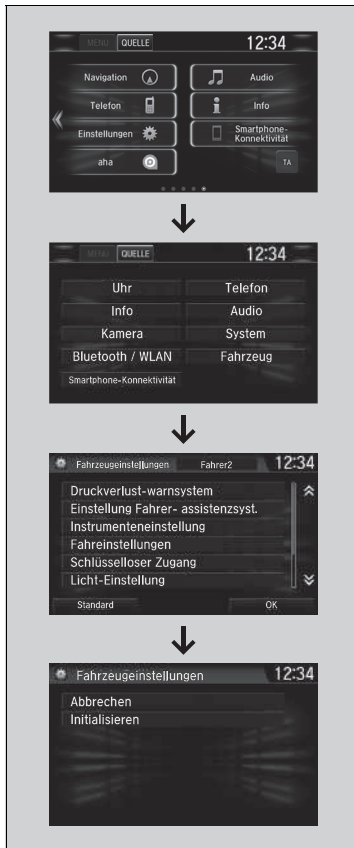 MENU QUELLE 12:34
Navigation Audio
Telefon Info
Einstellungen Smartphone-
Konnektivität
aha TA
MENU QUELLE 12:34
Uhr Telefon
Info Audio
Kamera System
Bluetooth / WLAN Fahrzeug
Smartphone-Konnektivität
Fahrzeugeinstellungen Fahrer2 12:34
Druckverlust-warnsystem
Einstellung Fahrer- assistenzsyst.
Instrumenteneinstellung
Fahreinstellungen
Schlüsselloser Zugang
Licht-Einstellung
Standard OK
Fahrzeugeinstellungen 12:34
Abbrechen
Initialisieren